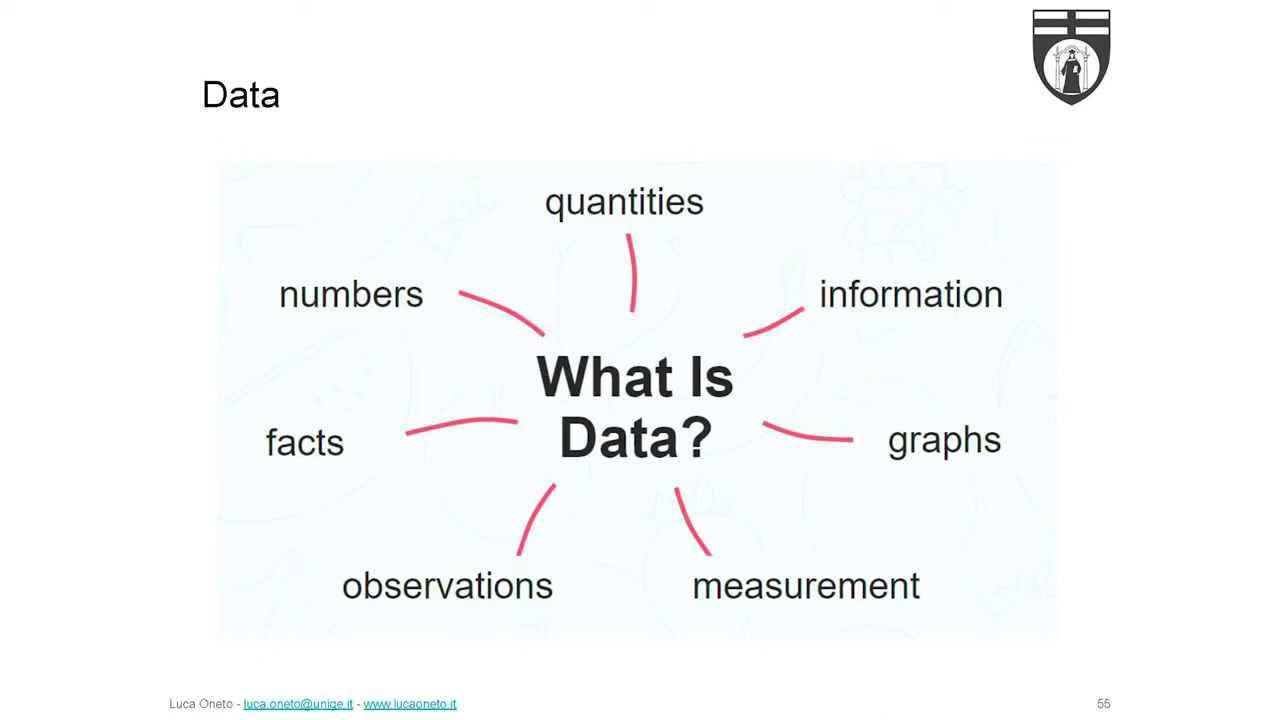 Data
quantities
numbers
information
What Is
Data?
facts
graphs
observations
measurement
Luca Oneto - luca.oneto@unige.it - www.lucaoneto.it
55